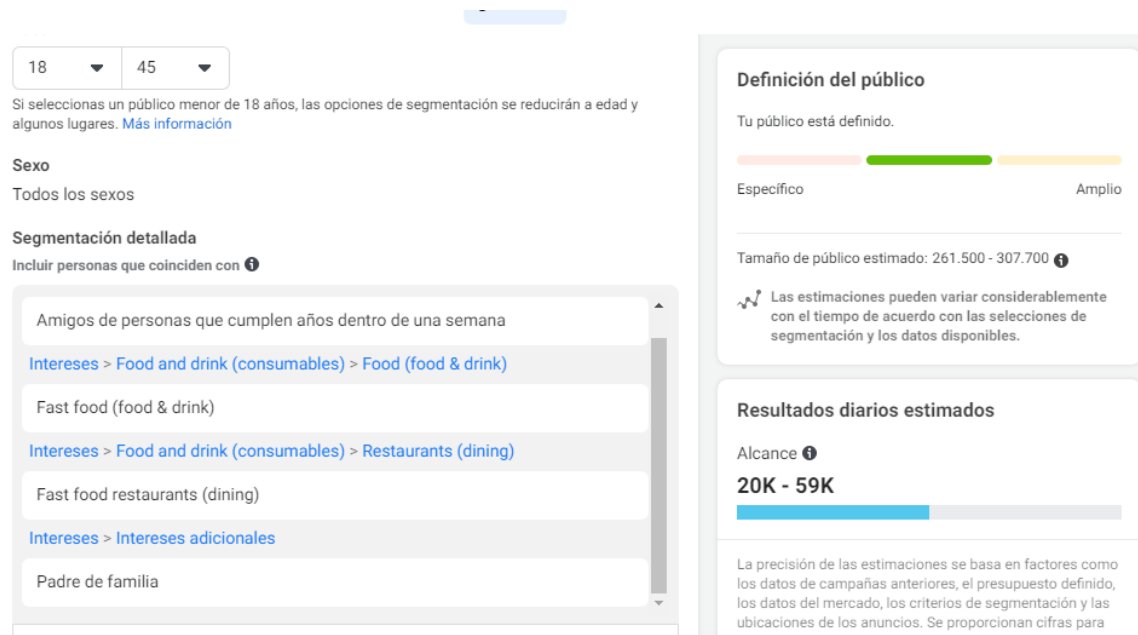 18
45
Si seleccionas un público menor de 18 años, las opciones de segmentación se reducirán a edad y
algunos lugares. Más información
Sexo
Todos los sexos
Segmentación detallada
Incluir personas que coinciden con
Amigos de personas que cumplen años dentro de una semana
Intereses > Food and drink (consumables) > Food (food & drink)
Fast food (food & drink)
Intereses > Food and drink (consumables) > Restaurants (dining)
Fast food restaurants (dining)
Intereses > Intereses adicionales
Padre de familia
Definición del público
Tu público está definido.
Específico
Amplio
Tamaño de público estimado: 261.500 - 307.700
Las estimaciones pueden variar considerablemente
con el tiempo de acuerdo con las selecciones de
segmentación y los datos disponibles.
Resultados diarios estimados
Alcance
20K - 59K
La precisión de las estimaciones se basa en factores como
los datos de campañas anteriores, el presupuesto definido,
los datos del mercado, los criterios de segmentación y las
ubicaciones de los anuncios. Se proporcionan cifras para